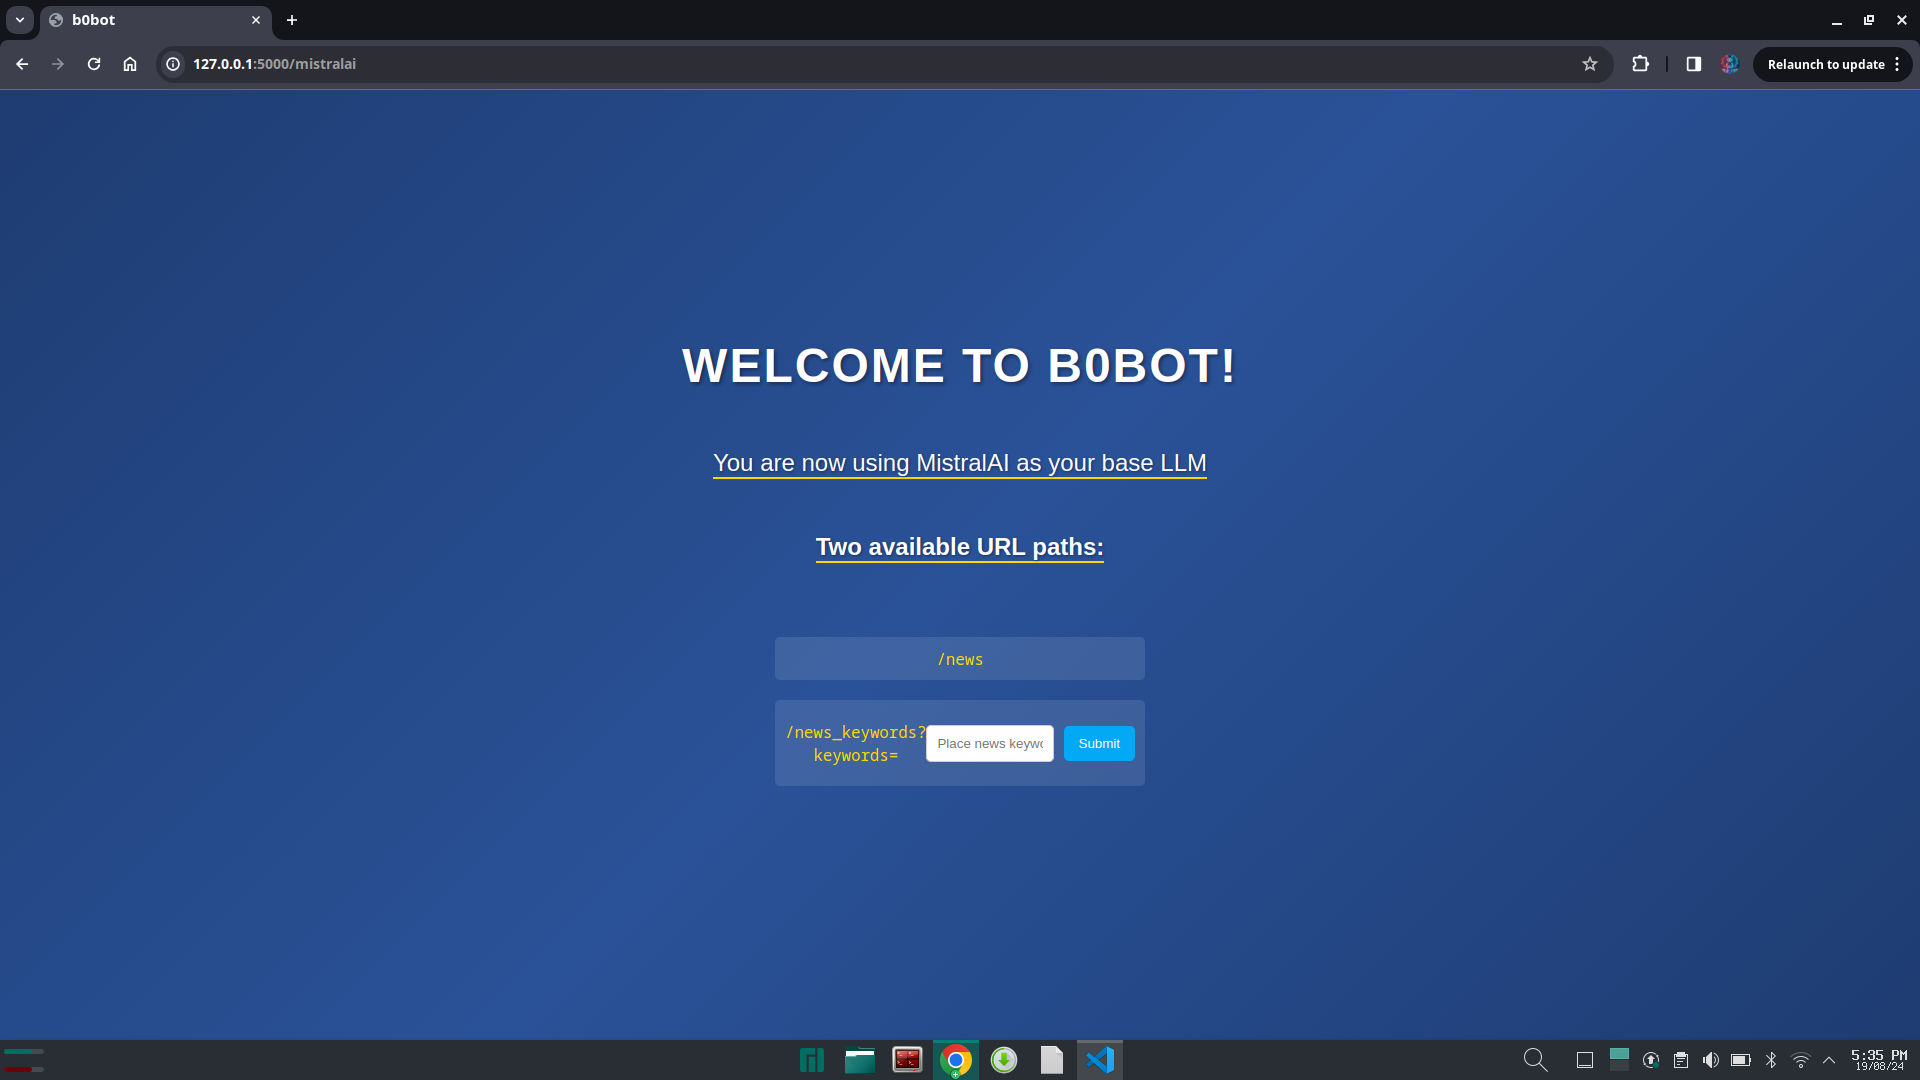 b0bot
127.0.0.1:5000/mistralai
Relaunch to update
WELCOME TO B0BOT!
You are now using MistralAI as your base LLM
Two available URL paths:
/news
/news_keywords?
keywords=
Place news keywo
Submit
5:35 PM
19/08/24